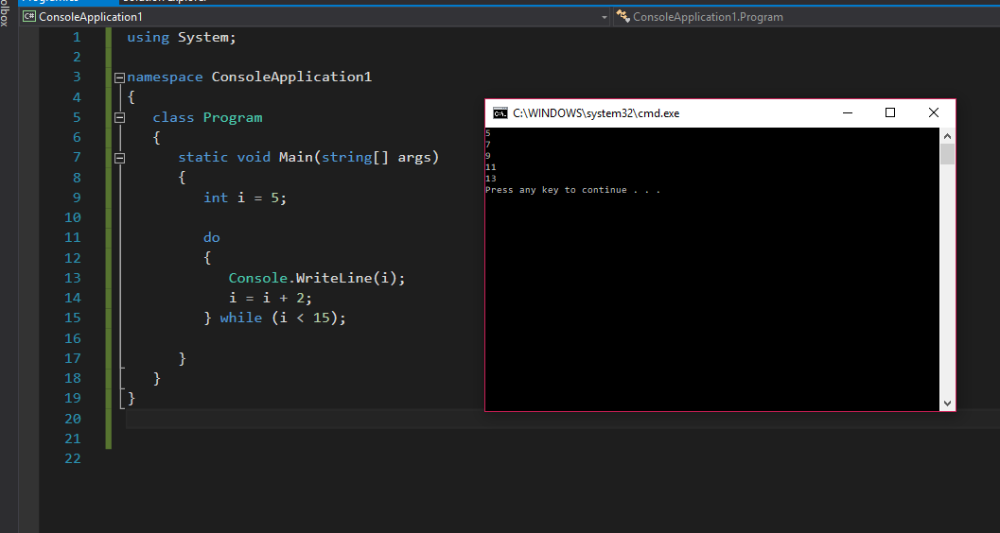 ConsoleApplication1
ConsoleApplication1.Program
1 using System;
2
3 namespace ConsoleApplication1
4 {
5 class Program
6 {
7 static void Main(string[] args)
8 {
9 int i = 5;
10
11 do
12 {
13 Console.WriteLine(i);
14 i = i + 2;
15 } while (i < 15);
16
17 }
18 }
19 }
20
21
22
C:\WINDOWS\system32\cmd.exe
5
7
9
11
13
Press any key to continue . . .